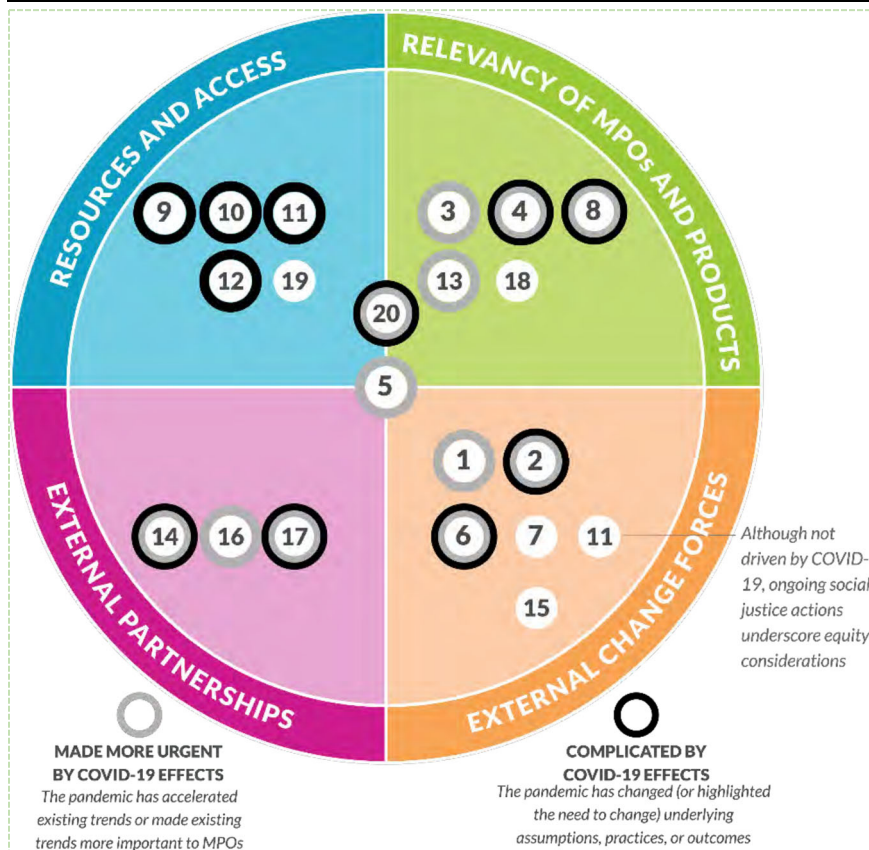 RESOURCES AND ACCESS
RELEVANCY OF MPOs AND PRODUCTS
9 10 11
12 19
3 4 8
13 18
20
5
1 2
6 7 11
15
14 16 17
EXTERNAL PARTNERSHIPS
EXTERNAL CHANGE FORCES
Although not
driven by COVID-
19, ongoing social
justice actions
underscore equity
considerations
MADE MORE URGENT
BY COVID-19 EFFECTS
The pandemic has accelerated
existing trends or made existing
trends more important to MPOs
COMPLICATED BY
COVID-19 EFFECTS
The pandemic has changed (or highlighted
the need to change) underlying
assumptions, practices, or outcomes